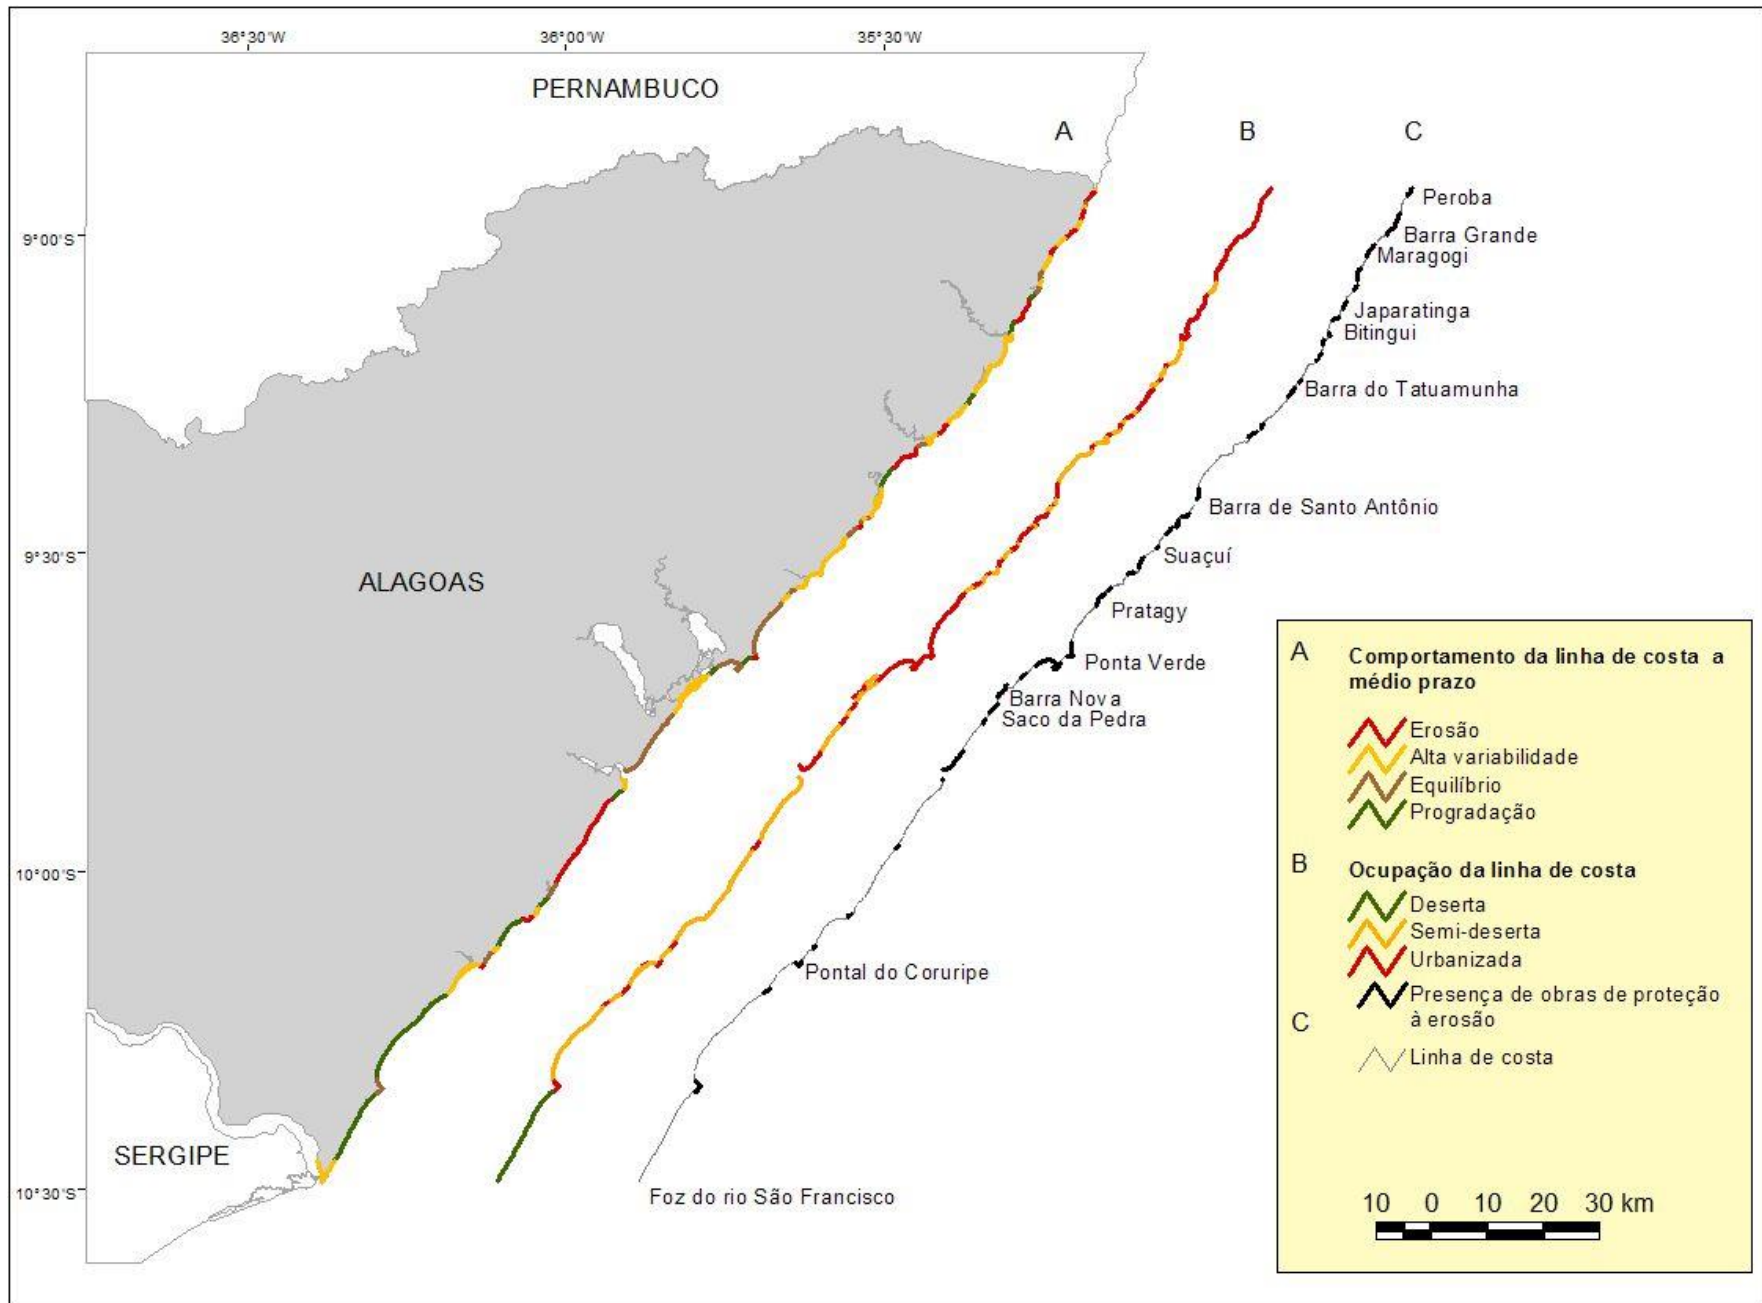 36°30'W
36°00'W
35°30'W
PERNAMBUCO
A
B
C
Peroba
9°00'S
Barra Grande
Maragogi
Japaratinga
Bitingui
Barra do Tatuamunha
Barra de Santo Antônio
9°30'S
Suaçuí
ALAGOAS
Pratagy
Ponta Verde
Barra Nova
Saco da Pedra
10°00'S
Pontal do Coruripe
SERGIPE
10°30'S
Foz do rio São Francisco
A
Comportamento da linha de costa a
médio prazo
Erosão
Alta variabilidade
Equilíbrio
Progradação
B
Ocupação da linha de costa
Deserta
Semi-deserta
Urbanizada
Presença de obras de proteção
à erosão
C
Linha de costa
10 0 10 20 30 km